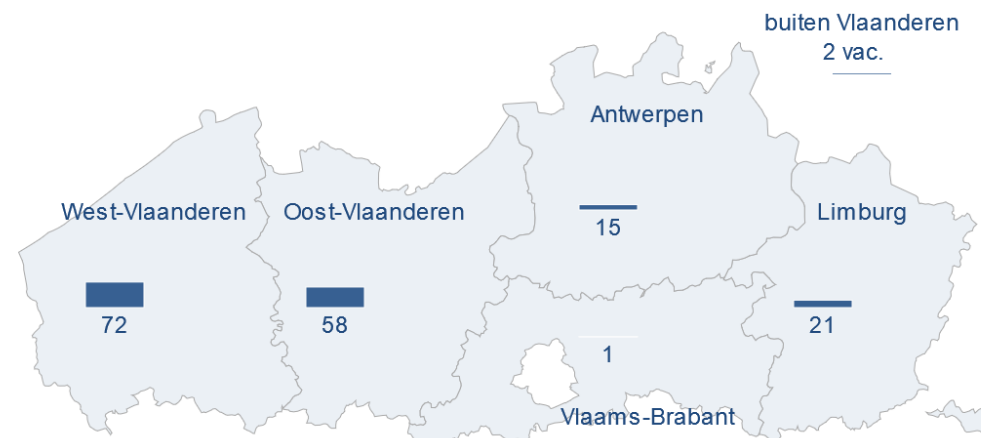 buiten Vlaanderen
2 vac.
Antwerpen
West-Vlaanderen
Oost-Vlaanderen
Limburg
15
72
58
21
1
Vlaams-Brabant